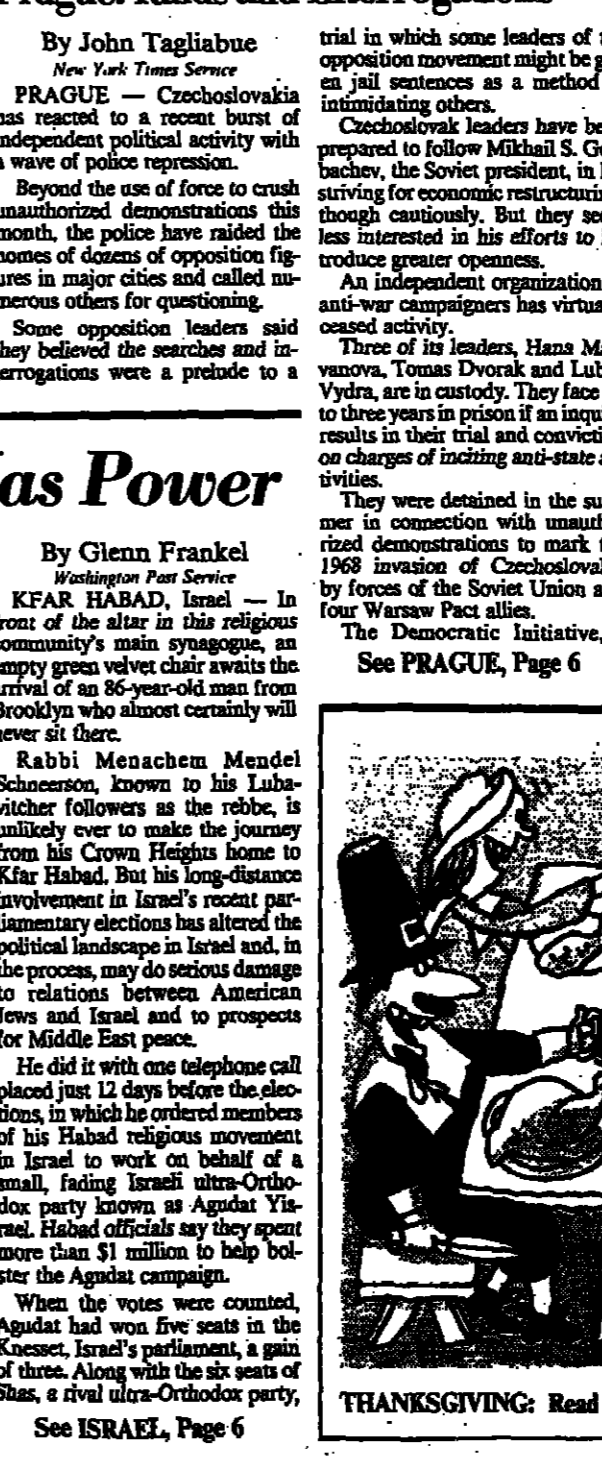 Prague: Raids and Interrogations
By John Tagliabue
New York Times Service
PRAGUE — Czechoslovakia
has reacted to a recent burst of
independent political activity with
a wave of police repression.
Beyond the use of force to crush
unauthorized demonstrations this
month, the police have raided the
homes of dozens of opposition fig-
ures in major cities and called nu-
merous others for questioning.
Some opposition leaders said
they believed the searches and in-
terrogations were a prelude to a
trial in which some leaders of t
opposition movement might be g
en jail sentences as a method
intimidating others.
Czechoslovak leaders have be
prepared to follow Mikhail S. Go
bachev, the Soviet president, in h
striving for economic restructurin
though cautiously. But they see
less interested in his efforts to i
troduce greater openness.
An independent organization
anti-war campaigners has virtua
ceased activity.
Three of its leaders, Hana Ma
vanova, Tomas Dvorak and Lub
Vydra, are in custody. They face
to three years in prison if an inqui
results in their trial and convicti
on charges of inciting anti-state a
tivities.
They were detained in the su
mer in connection with unauth
rized demonstrations to mark t
1968 invasion of Czechoslovak
by forces of the Soviet Union a
four Warsaw Pact allies.
The Democratic Initiative,
See PRAGUE, Page 6
as Power
By Glenn Frankel
Washington Post Service
KFAR HABAD, Israel — In
front of the altar in this religious
community's main synagogue, an
empty green velvet chair awaits the
arrival of an 86-year-old man from
Brooklyn who almost certainly will
never sit there.
Rabbi Menachem Mendel
Schneerson, known to his Luba-
vitcher followers as the rebbe, is
unlikely ever to make the journey
from his Crown Heights home to
Kfar Habad. But his long-distance
involvement in Israel's recent par-
liamentary elections has altered the
political landscape in Israel and, in
the process, may do serious damage
to relations between American
Jews and Israel and to prospects
for Middle East peace.
He did it with one telephone call
placed just 12 days before the elec-
tions, in which he ordered members
of his Habad religious movement
in Israel to work on behalf of a
small, fading Israeli ultra-Ortho-
dox party known as Agudat Yis-
rael. Habad officials say they spent
more than $1 million to help bol-
ster the Agudat campaign.
When the votes were counted,
Agudat had won five seats in the
Knesset, Israel's parliament, a gain
of three. Along with the six seats of
Shas, a rival ultra-Orthodox party,
See ISRAEL, Page 6
THANKSGIVING: Read